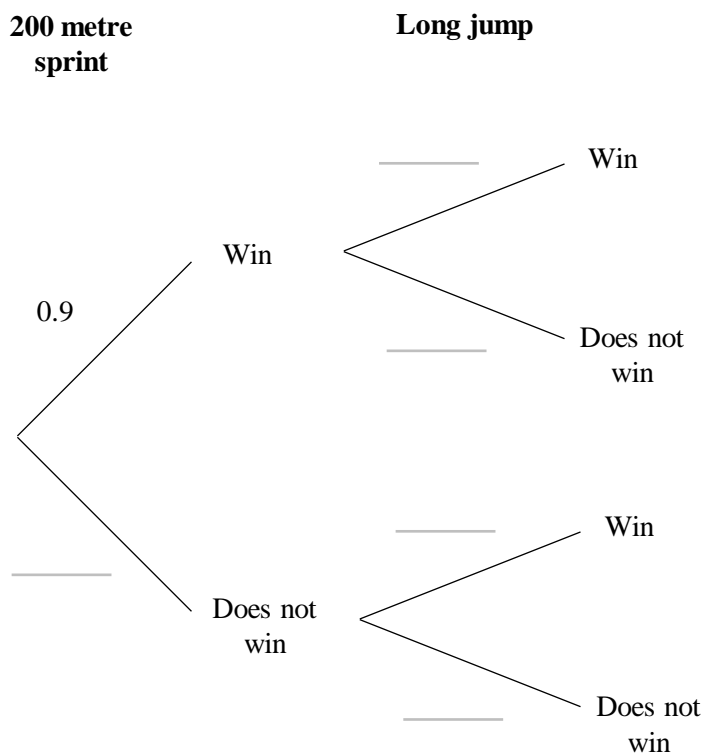 200 metre
sprint
Long jump
Win
Win
0.9
Does not
win
Win
Does not
win
Does not
win